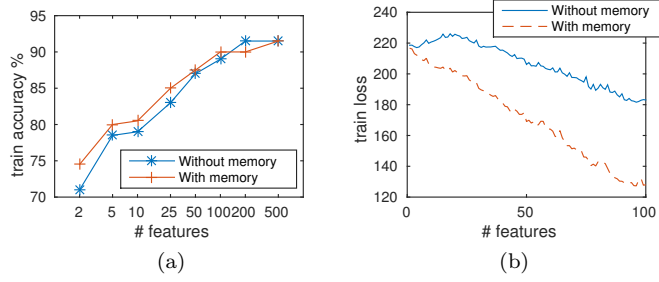 95
90
85
80
75
70
train accuracy %
Without memory
With memory
2 5 10 25 50 100 200 500
# features
(a)
220
200
180
160
140
120
train loss
Without memory
With memory
0 50 100
# features
(b)